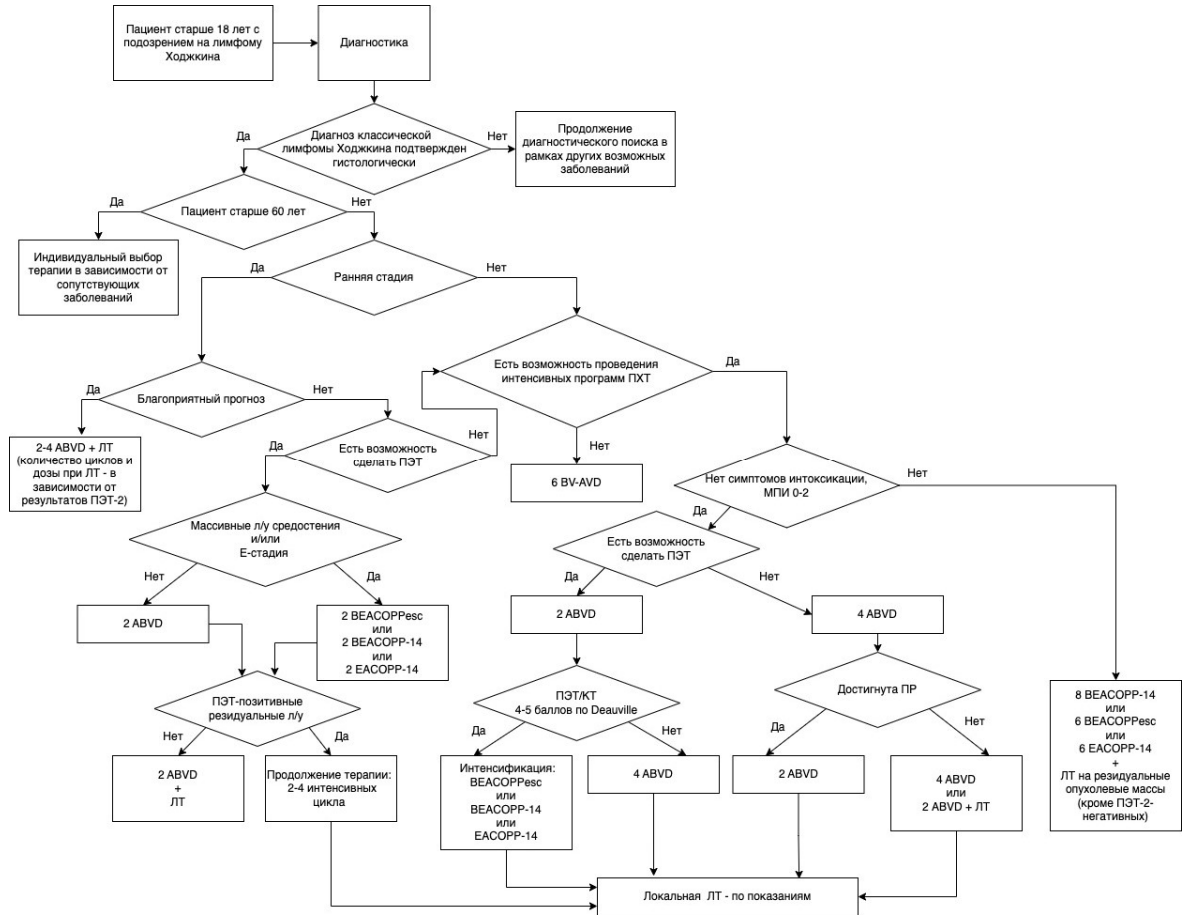 Пациент старше 18 лет с
подозрением на лимфому
Ходжкина
Диагностика
Да
Диагноз классической
лимфомы Ходжкина подтвержден
гистологически
Нет
Продолжение
диагностического поиска в
рамках других возможных
заболеваний
Да
Пациент старше 60 лет
Нет
Индивидуальный выбор
терапии в зависимости от
сопутствующих
заболеваний
Да
Ранняя стадия
Нет
Есть возможность проведения
интенсивных программ ПХТ
Да
Да
Благоприятный прогноз
Нет
2-4 ABVD + ЛТ
(количество циклов и
дозы при ЛТ - в
зависимости от
результатов ПЭТ-2)
Да
Есть возможность
сделать ПЭТ
Нет
Нет
6 BV-AVD
Нет симптомов интоксикации,
МПИ 0-2
Нет
Да
Массивные л/у средостения
и/или
Е-стадия
Есть возможность
сделать ПЭТ
Нет
Да
Да
Нет
2 ABVD
2 BEACOPPesc
или
2 BEACOPP-14
или
2 EACOPP-14
2 ABVD
4 ABVD
ПЭТ-позитивные
резидуальные л/у
ПЭТ/КТ
4-5 баллов по Deauville
Достигнута ПР
8 BEACOPP-14
или
6 BEACOPPesc
или
6 EACOPP-14
+
ЛТ на резидуальные
опухолевые массы
(кроме ПЭТ-2-
негативных)
Нет
Да
Да
Нет
Да
Нет
2 ABVD
+
ЛТ
Продолжение терапии:
2-4 интенсивных
цикла
Интенсификация:
BEACOPPesc
или
BEACOPP-14
или
EACOPP-14
4 ABVD
2 ABVD
4 ABVD
или
2 ABVD + ЛТ
Локальная ЛТ - по показаниям